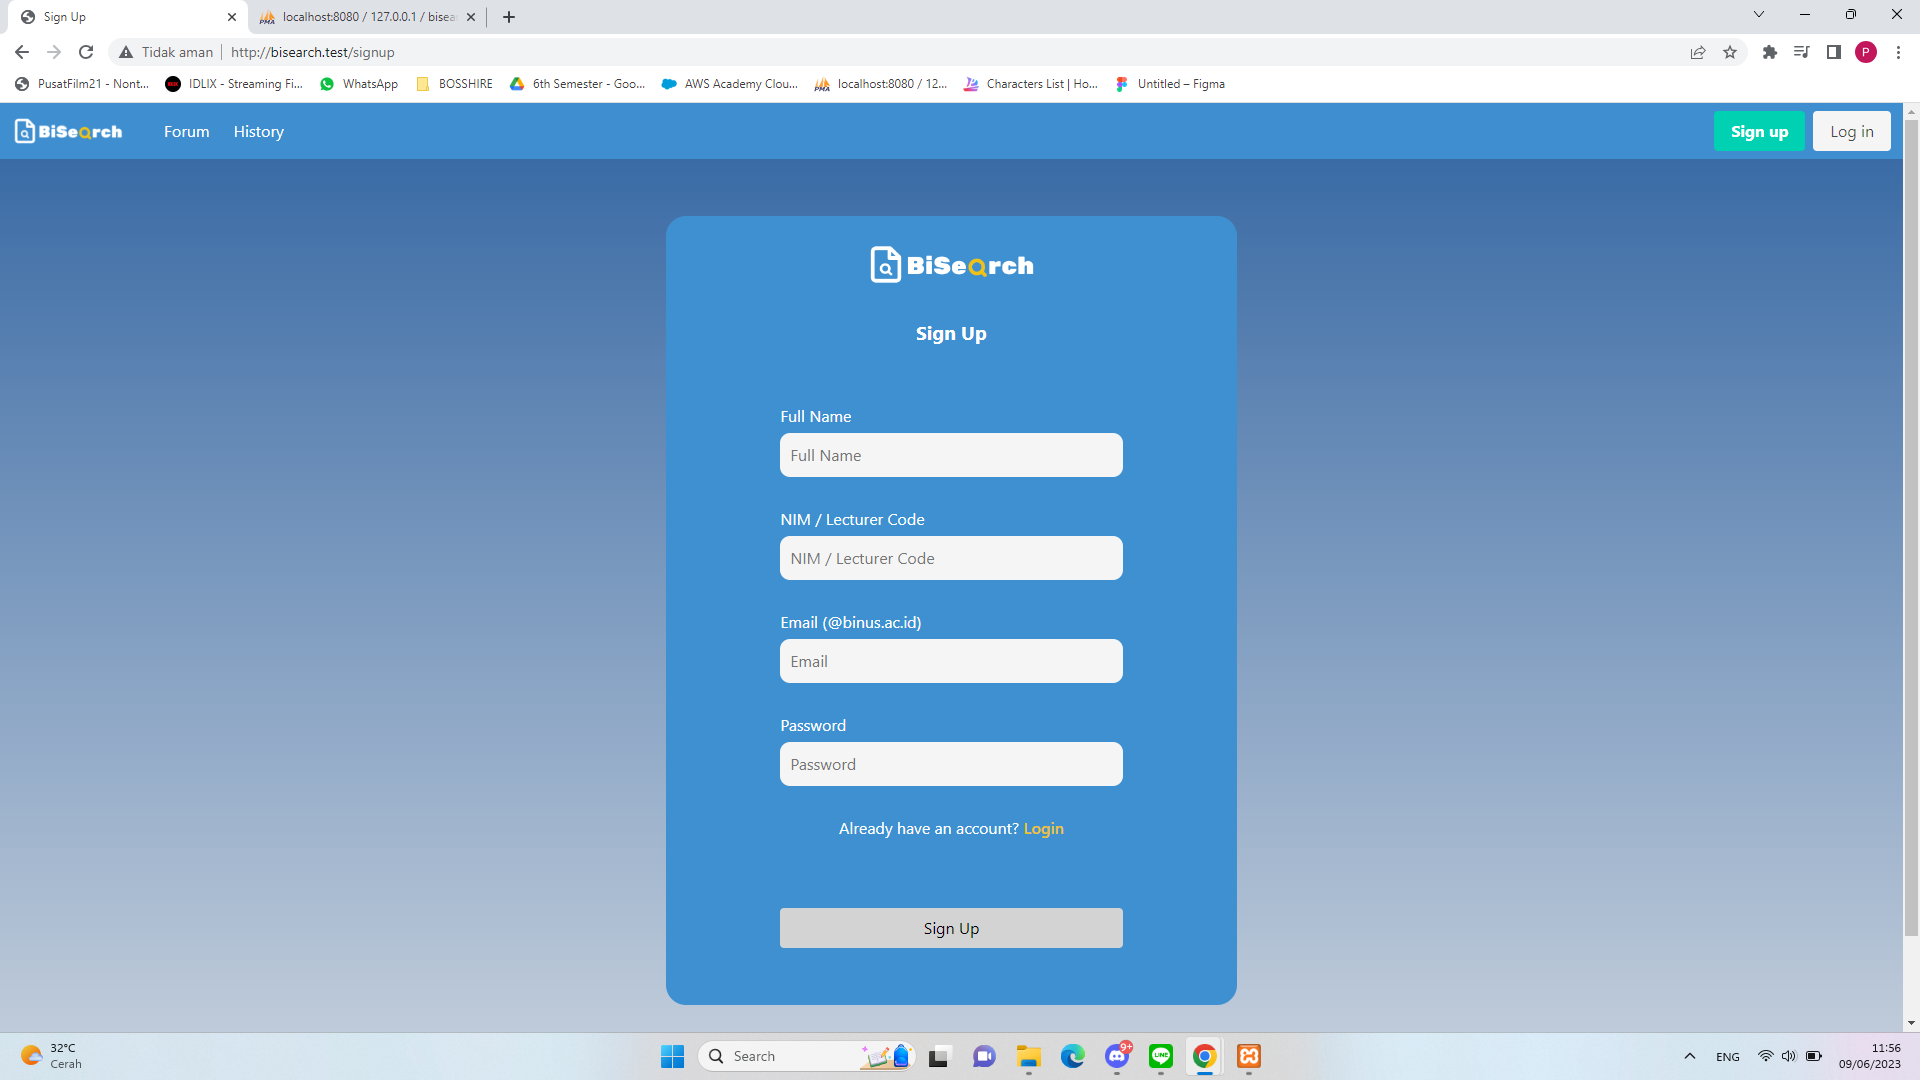 Sign Up
localhost:8080 / 127.0.0.1 / bisea
Tidak aman
http://bisearch.test/signup
P
PusatFilm21 - Nont...
IDLIX - Streaming Fi...
WhatsApp
BOSSHIRE
6th Semester - Goo...
AWS Academy Clou...
localhost:8080 / 12...
Characters List | Ho...
Untitled – Figma
BiSearch
Forum
History
Sign up
Log in
BiSearch
Sign Up
Full Name
Full Name
NIM / Lecturer Code
NIM / Lecturer Code
Email (@binus.ac.id)
Email
Password
Password
Already have an account? Login
Sign Up
32°C
Cerah
Search
9+
ENG
11:56
09/06/2023